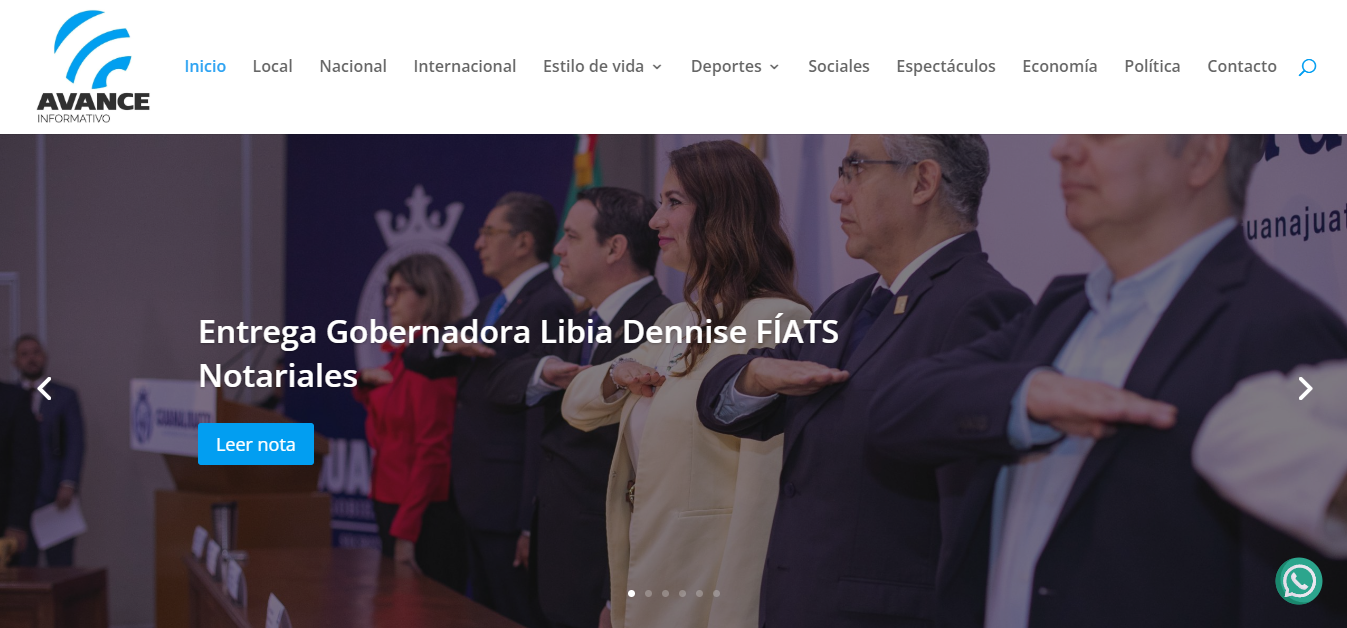 AVANCE
INFORMATIVO
Inicio Local Nacional Internacional Estilo de vida Deportes Sociales Espectáculos Economía Política Contacto
Entrega Gobernadora Libia Dennise FÍATS
Notariales
Leer nota